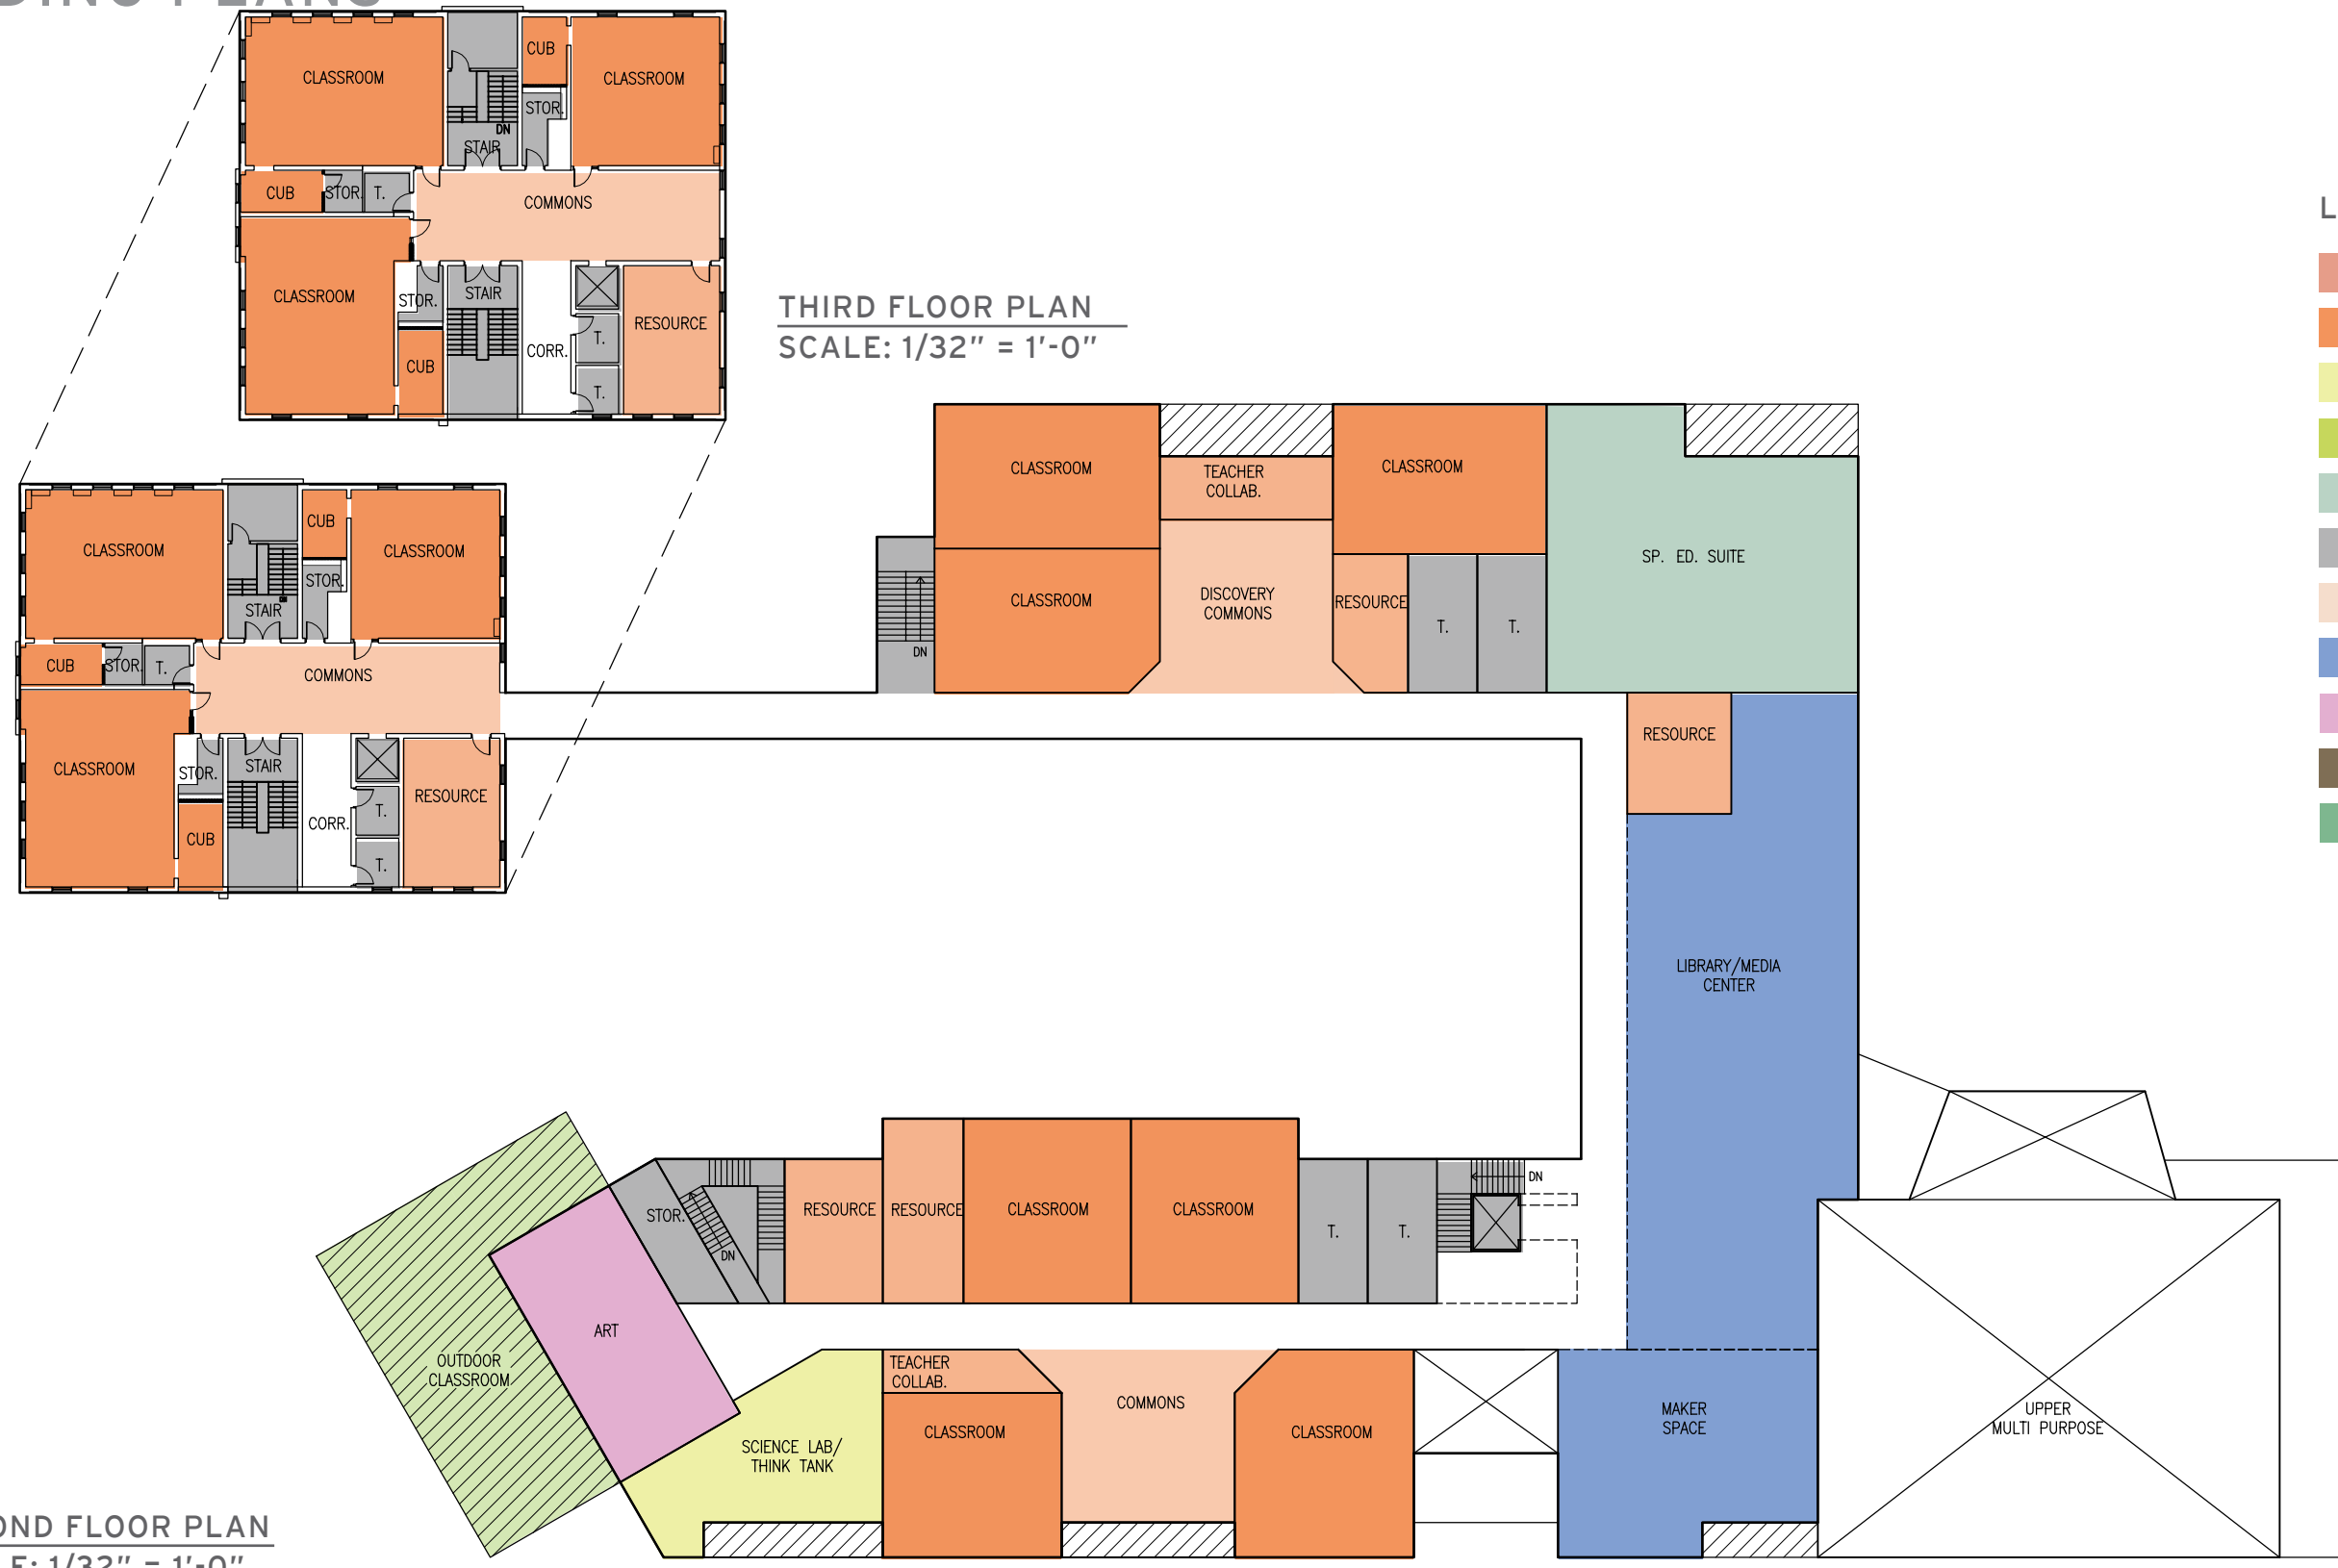 CLASSROOM
CUB
CLASSROOM
STOR.
DN
STAIR
CUB
STOR.
T.
COMMONS
CLASSROOM
STOR.
STAIR
RESOURCE
CORR.
T.
CUB
T.
THIRD FLOOR PLAN
SCALE: 1/32" = 1'-0"
CLASSROOM
CUB
CLASSROOM
STOR.
STAIR
CUB
STOR.
T.
COMMONS
CLASSROOM
STOR.
STAIR
RESOURCE
CORR.
T.
CUB
T.
CLASSROOM
TEACHER
COLLAB.
CLASSROOM
SP. ED. SUITE
CLASSROOM
DISCOVERY
COMMONS
RESOURCE
T.
T.
DN
RESOURCE
LIBRARY/MEDIA
CENTER
STOR.
DN
RESOURCE
RESOURCE
CLASSROOM
CLASSROOM
T.
T.
DN
ART
OUTDOOR
CLASSROOM
TEACHER
COLLAB.
COMMONS
CLASSROOM
CLASSROOM
SCIENCE LAB/
THINK TANK
MAKER
SPACE
UPPER
MULTI PURPOSE
FLOOR PLAN
1/32" = 1'-0"
L